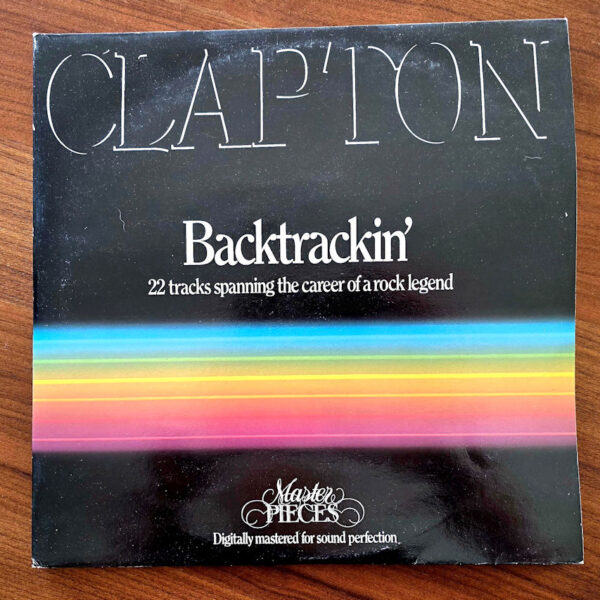 CLAPTON
Backtrackin'
22 tracks spanning the career of a rock legend
Master
PIECES
Digitally mastered for sound perfection